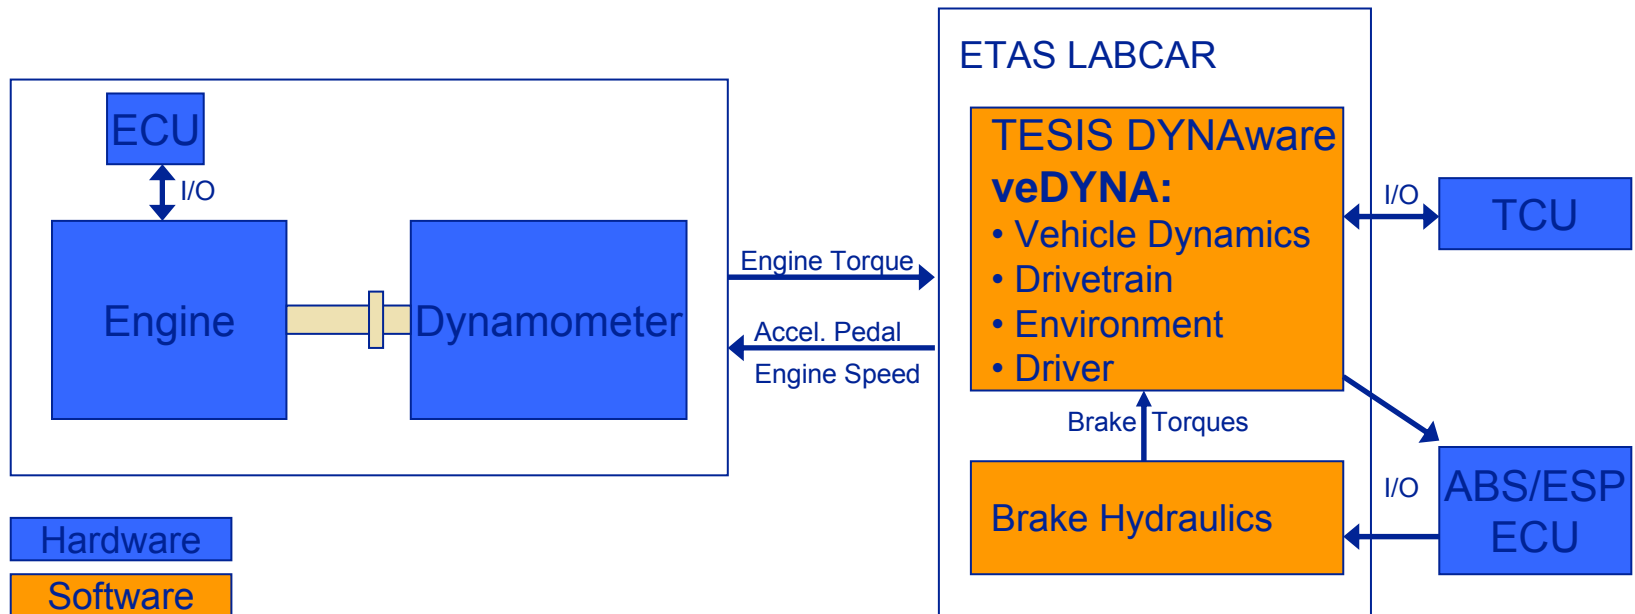 ECU
I/O
Engine
Dynamometer
Engine Torque
Accel. Pedal
Engine Speed
ETAS LABCAR
TESIS DYNAware
veDYNA:
• Vehicle Dynamics
• Drivetrain
• Environment
• Driver
I/O
TCU
Brake Torques
Brake Hydraulics
I/O
ABS/ESP
ECU
Hardware
Software